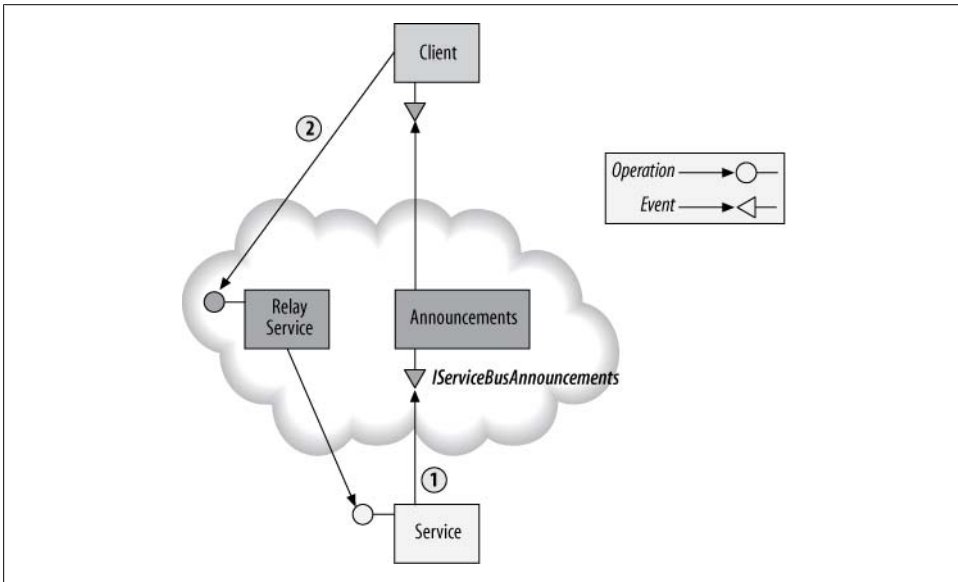 Client
2
Operation
Event
Relay
Service
Announcements
IServiceBusAnnouncements
1
Service